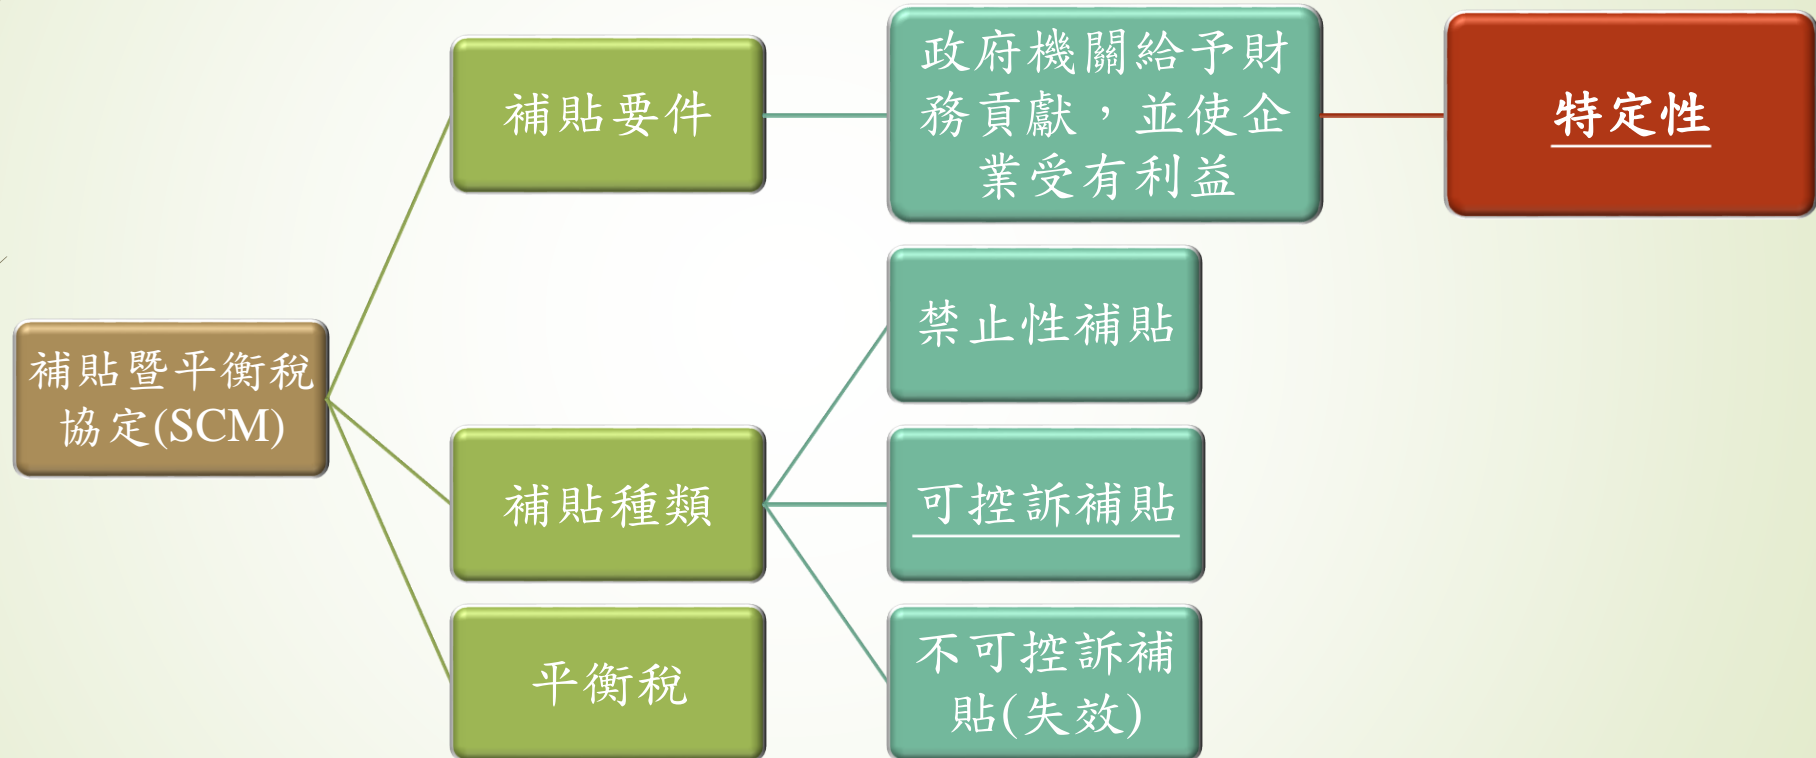 補貼暨平衡稅
協定(SCM)
補貼要件
政府機關給予財
務貢獻，並使企
業受有利益
特定性
補貼種類
禁止性補貼
可控訴補貼
不可控訴補
貼(失效)
平衡稅